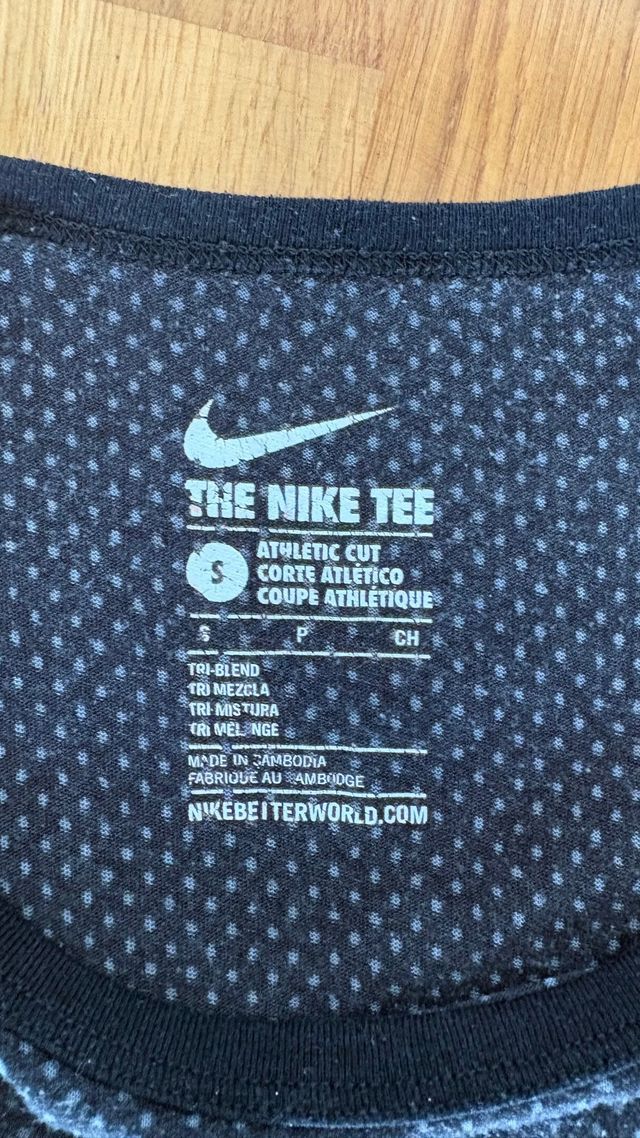 THE NIKE TEE
S
ATHLETIC CUT
CORTE ATLÉTICO
COUPE ATHLÉTIQUE
S P CH
TRI-BLEND
TRI MEZCLA
TRI MISTURA
TRI MÉLANGE
MADE IN CAMBODIA
FABRIQUÉ AU CAMBODGE
NIKEBETTERWORLD.COM